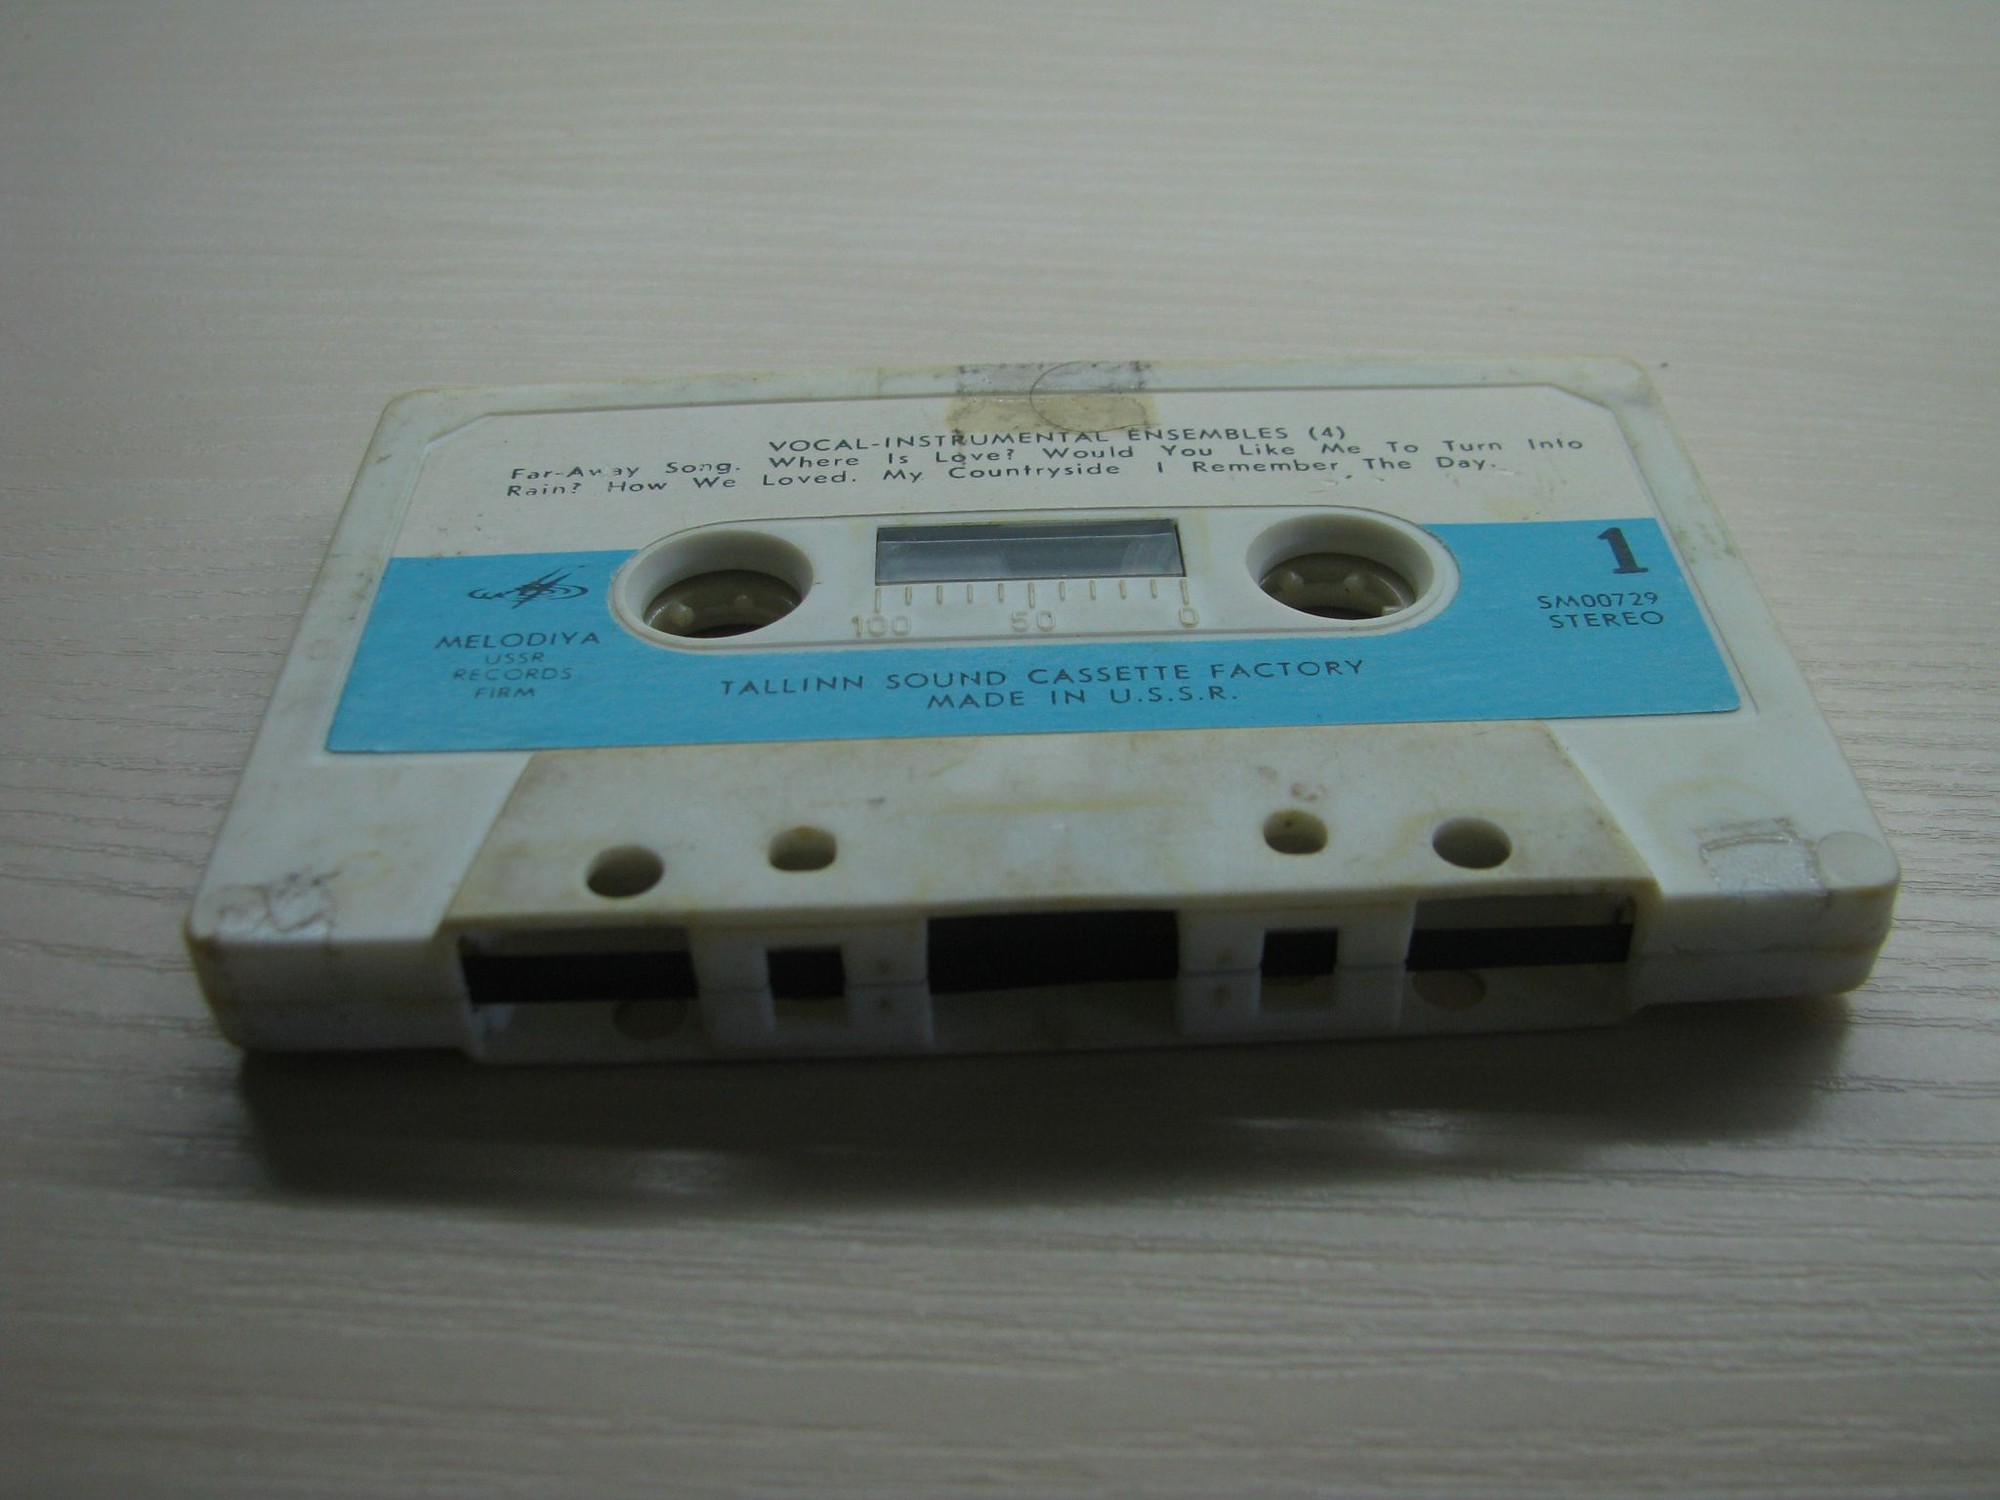 VOCAL-INSTRUMENTAL ENSEMBLES (4)
Far-Away Song. Where Is Love? Would You Like Me To Turn Into
Rain? How We Loved. My Countryside I Remember The Day.
1
SM00729
STEREO
MELODIYA
USSR
RECORDS
FIRM
100 50 0
TALLINN SOUND CASSETTE FACTORY
MADE IN U.S.S.R.